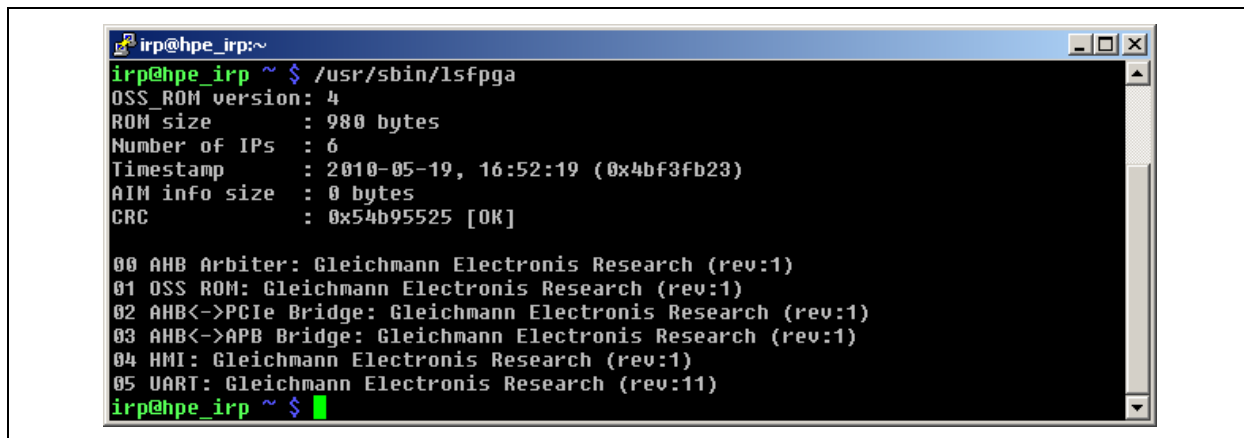 irp@hpe_irp:~
irp@hpe_irp ~ $ /usr/sbin/lsfpga
OSS_ROM version: 4
ROM size       : 980 bytes
Number of IPs  : 6
Timestamp      : 2010-05-19, 16:52:19 (0x4bf3fb23)
AIM info size  : 0 bytes
CRC            : 0x54b95525 [OK]
00 AHB Arbiter: Gleichmann Electronis Research (rev:1)
01 OSS ROM: Gleichmann Electronis Research (rev:1)
02 AHB<->PCIe Bridge: Gleichmann Electronis Research (rev:1)
03 AHB<->APB Bridge: Gleichmann Electronis Research (rev:1)
04 HMI: Gleichmann Electronis Research (rev:1)
05 UART: Gleichmann Electronis Research (rev:11)
irp@hpe_irp ~ $